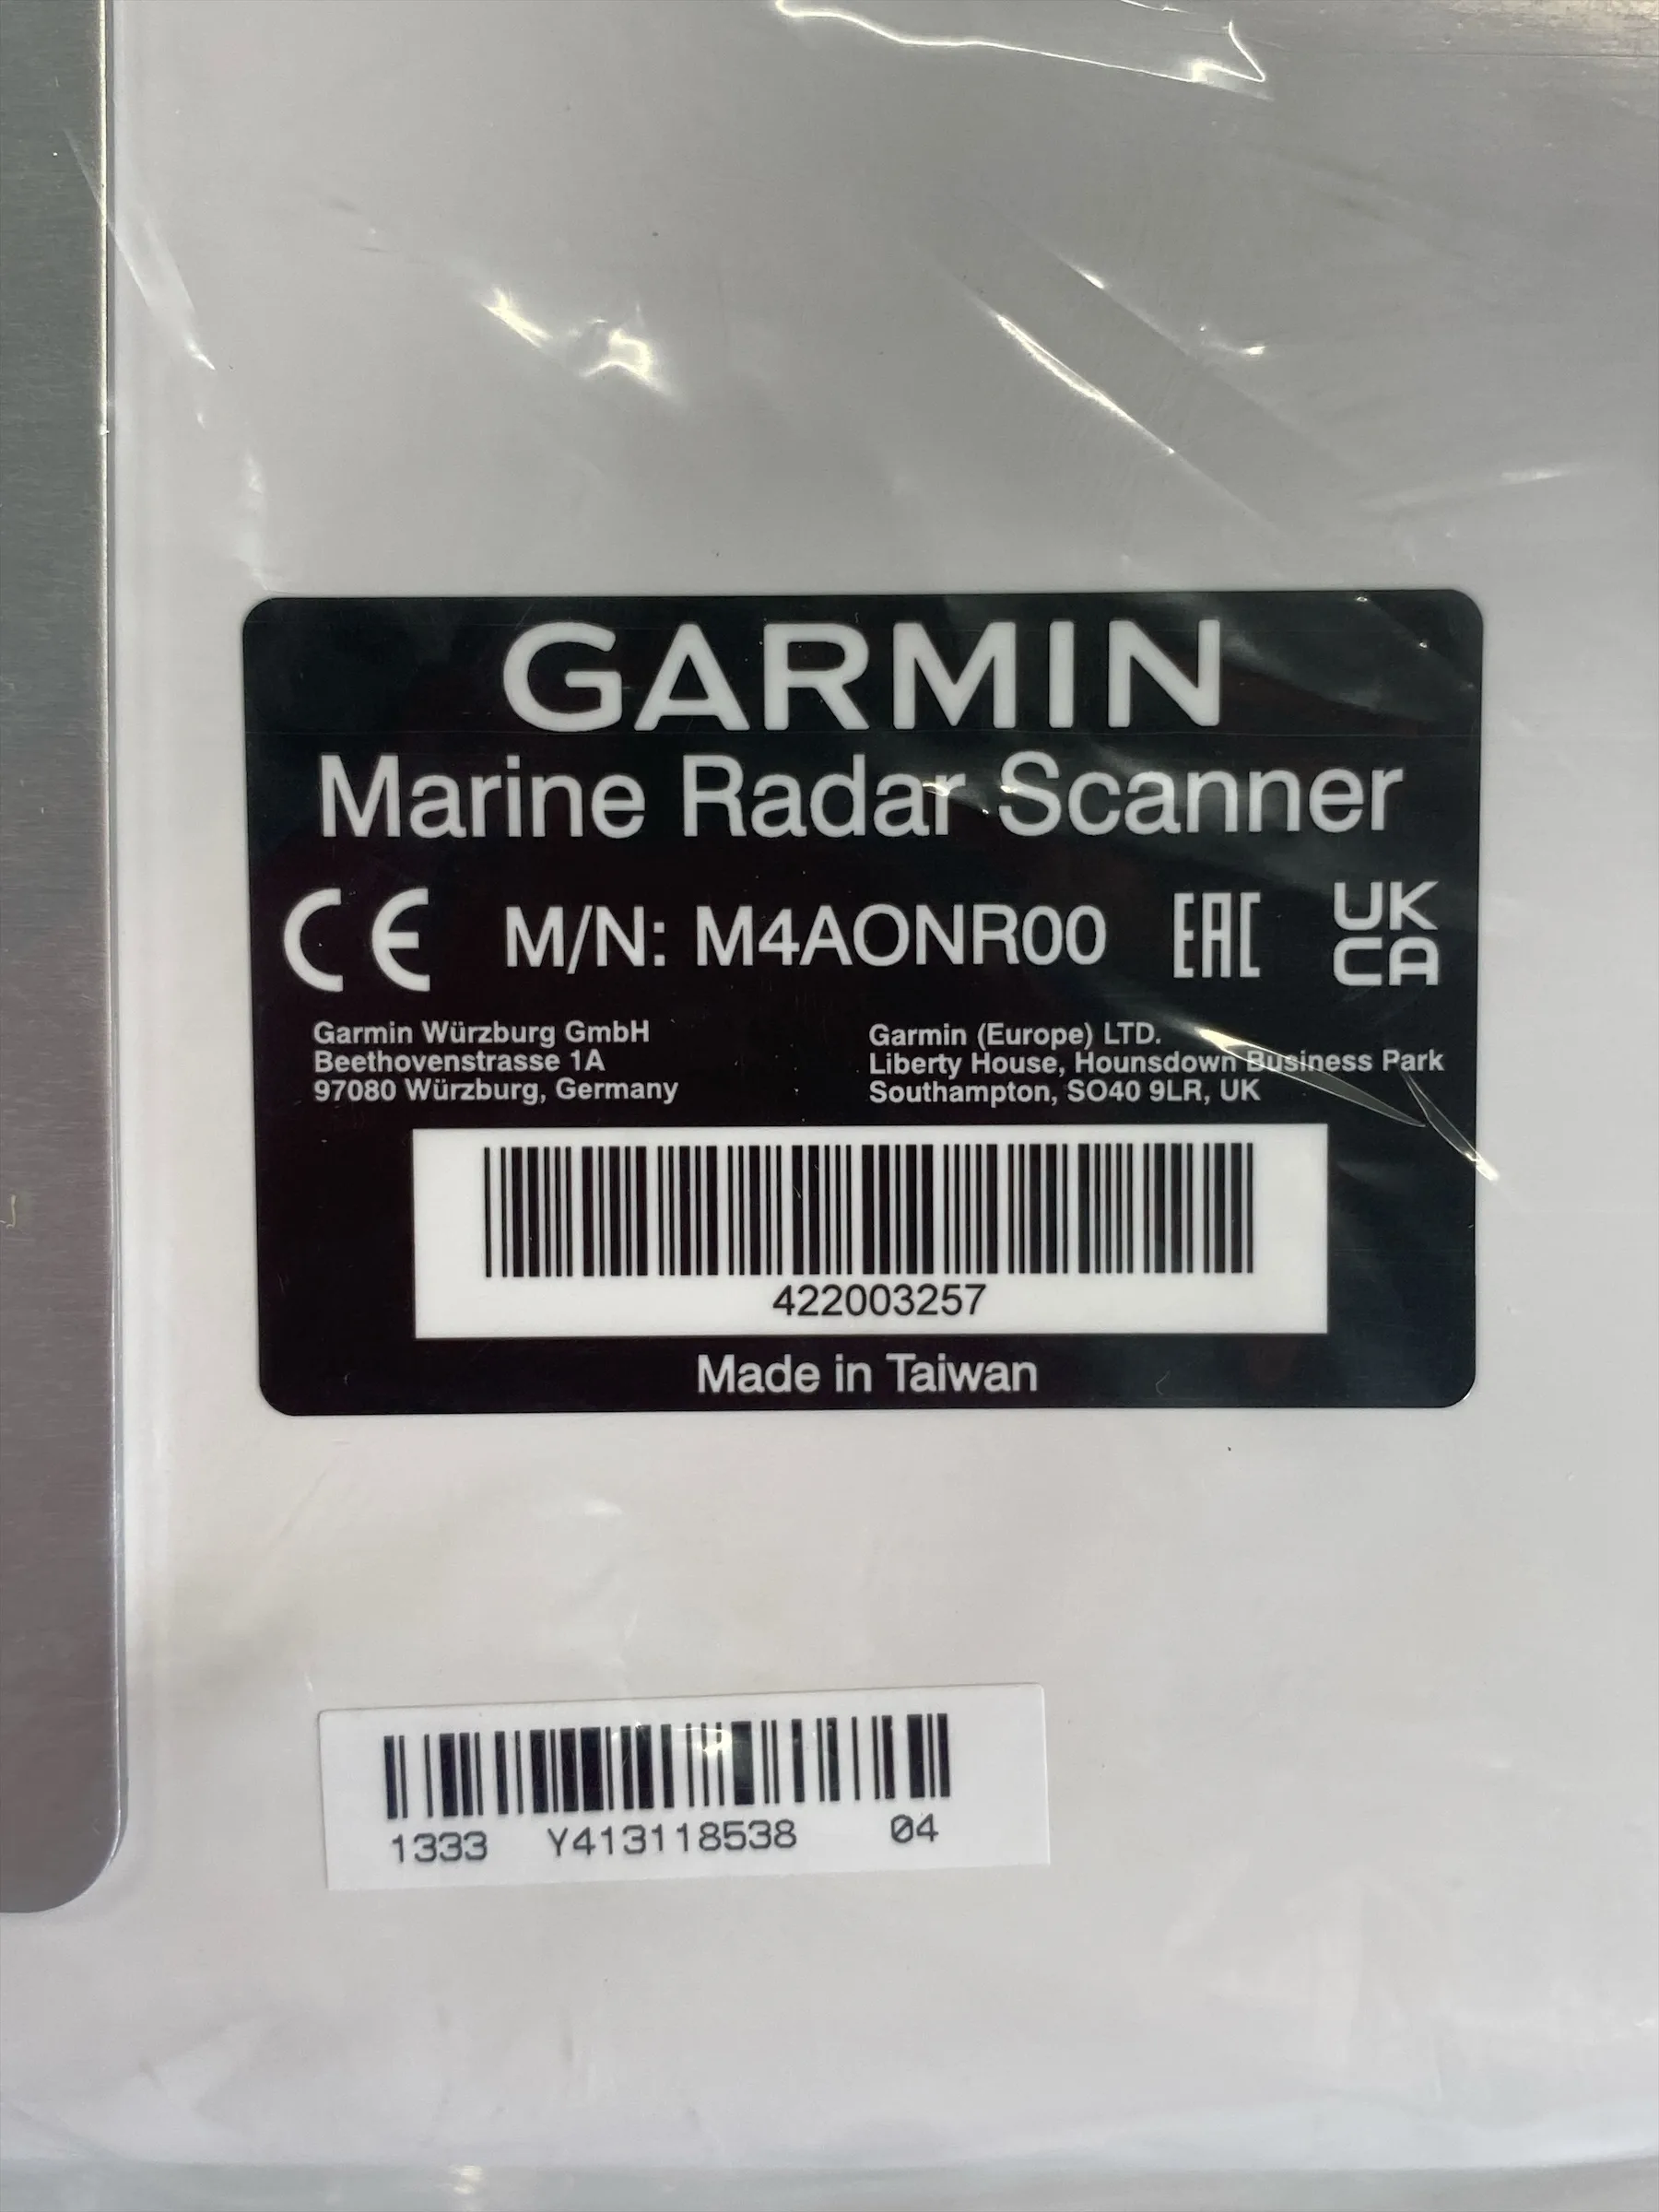 GARMIN
Marine Radar Scanner
CE M/N: M4AONR00 EAC UK
CA
Garmin Würzburg GmbH
Beethovenstrasse 1A
97080 Würzburg, Germany
Garmin (Europe) LTD.
Liberty House, Hounsdown Business Park
Southampton, SO40 9LR, UK
422003257
Made in Taiwan
1333 Y413118538 04